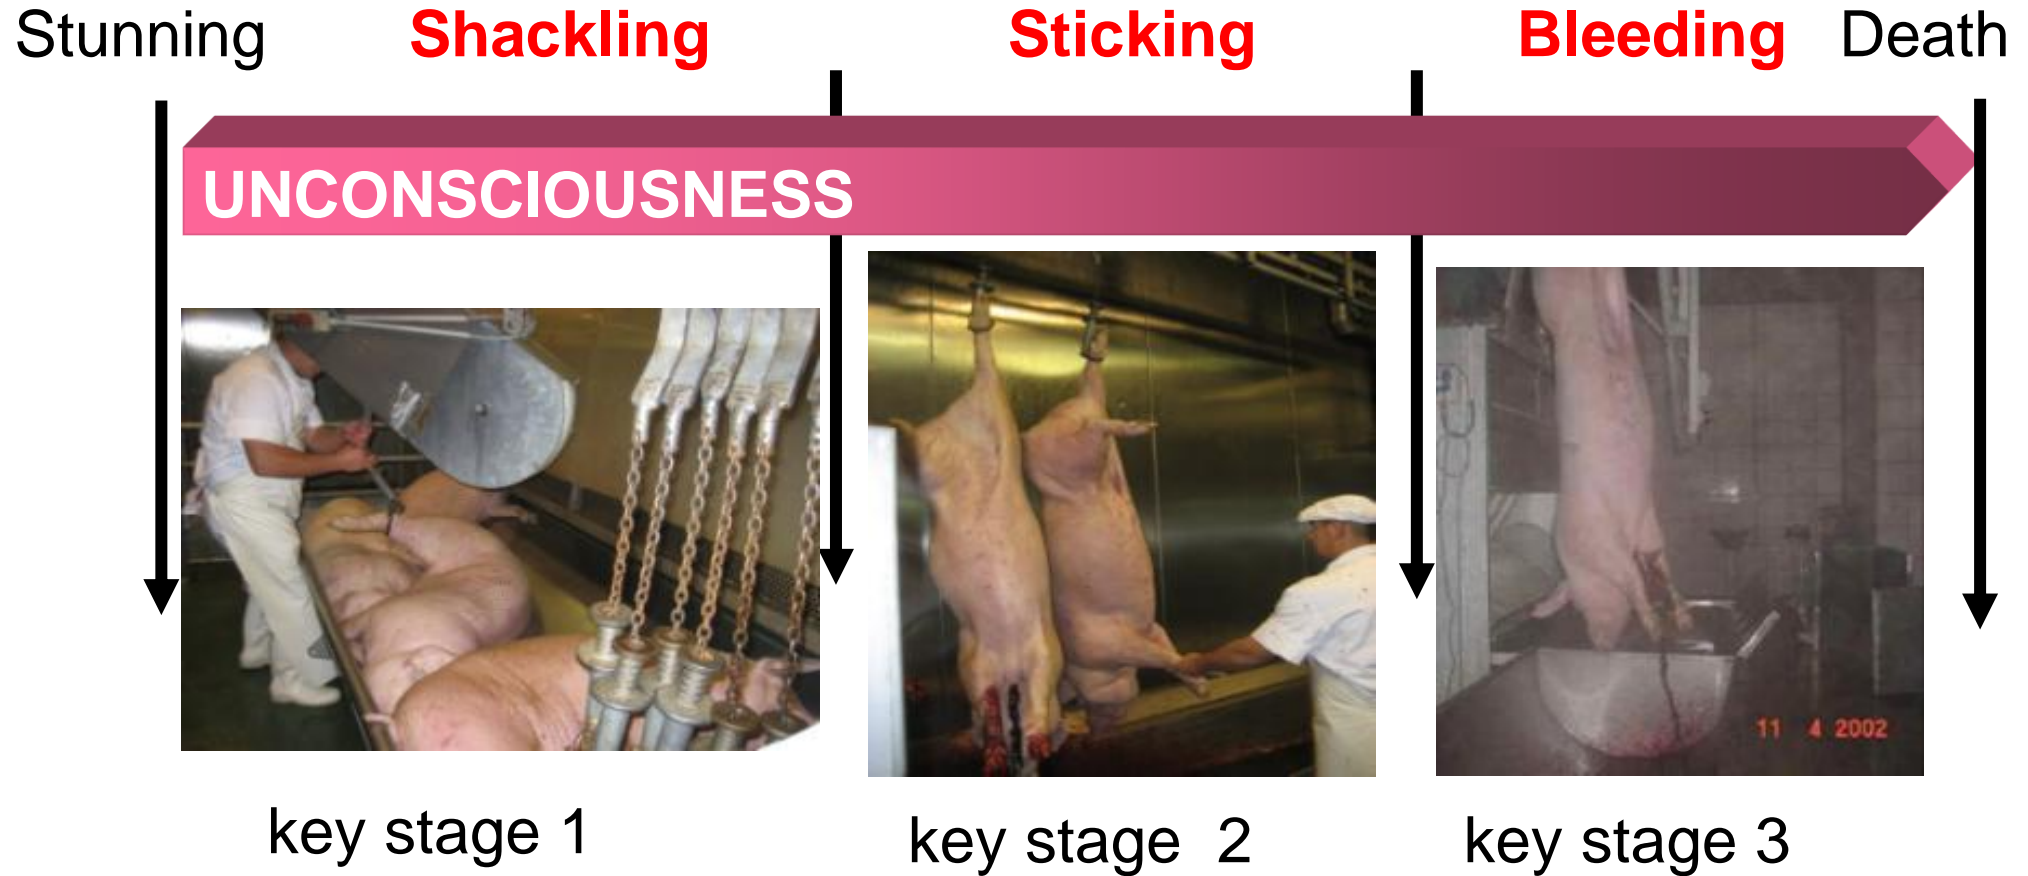 Stunning Shackling Sticking Bleeding Death
UNCONSCIOUSNESS
11 4 2002
key stage 1 key stage 2 key stage 3